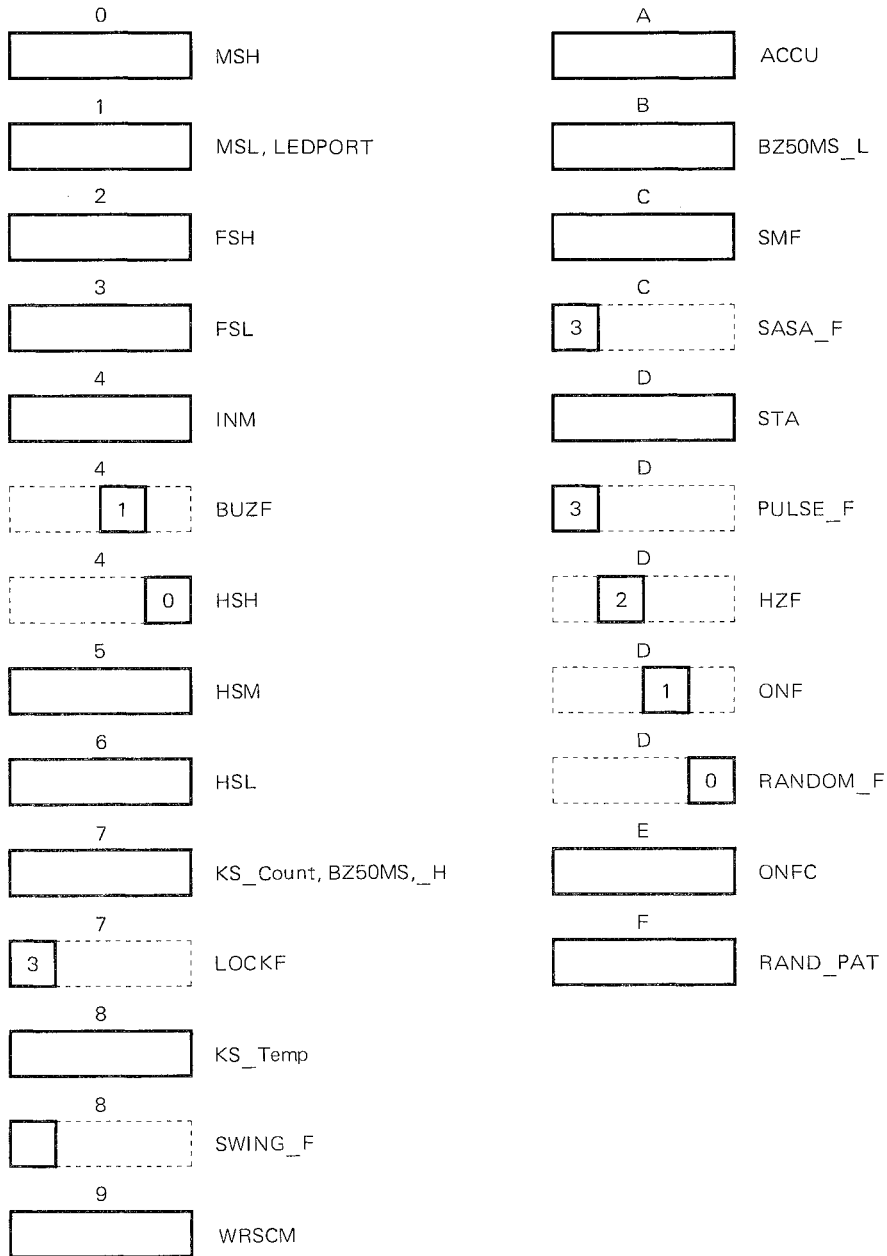 0
MSH
1
MSL, LEDPORT
2
FSH
3
FSL
4
INM
4
1 BUZF
4
0 HSH
5
HSM
6
HSL
7
KS_Count, BZ50MS,_H
7
3 LOCKF
8
KS_Temp
8
SWING_F
9
WRSCM
A
ACCU
B
BZ50MS_L
C
SMF
C
3 SASA_F
D
STA
D
3 PULSE_F
D
2 HZF
D
1 ONF
D
0 RANDOM_F
E
ONFC
F
RAND_PAT